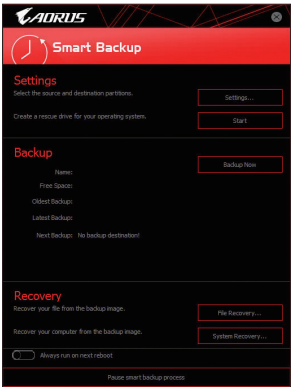 AORUS
Smart Backup
Settings
Select the source and destination partitions.
Settings...
Create a rescue drive for your operating system.
Start
Backup
Backup Now
Name:
Free Space:
Oldest Backup:
Latest Backup:
Next Backup: No backup destination!
Recovery
Recover your file from the backup image.
File Recovery...
Recover your computer from the backup image.
System Recovery...
Always run on next reboot
Pause smart backup process